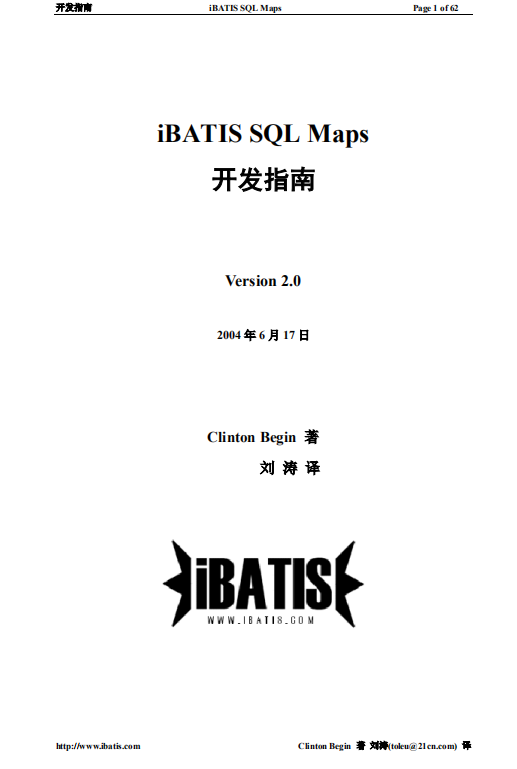 开发指南 iBATIS SQL Maps Page 1 of 62
iBATIS SQL Maps
开发指南
Version 2.0
2004 年 6 月 17 日
Clinton Begin 著
刘 涛 译
iBATIS
WWW.IBATIS.COM
http://www.ibatis.com Clinton Begin 著 刘涛(toleu@21cn.com) 译